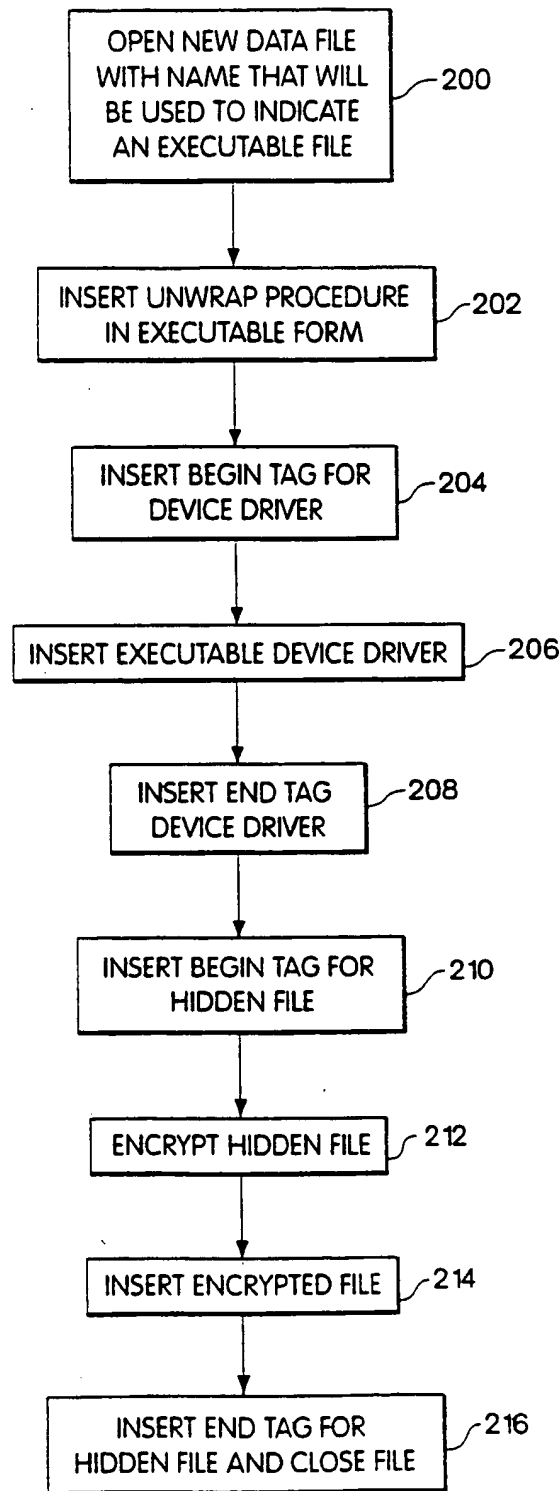 OPEN NEW DATA FILE
WITH NAME THAT WILL
BE USED TO INDICATE
AN EXECUTABLE FILE
200
INSERT UNWRAP PROCEDURE
IN EXECUTABLE FORM
202
INSERT BEGIN TAG FOR
DEVICE DRIVER
204
INSERT EXECUTABLE DEVICE DRIVER
206
INSERT END TAG
DEVICE DRIVER
208
INSERT BEGIN TAG FOR
HIDDEN FILE
210
ENCRYPT HIDDEN FILE
212
INSERT ENCRYPTED FILE
214
INSERT END TAG FOR
HIDDEN FILE AND CLOSE FILE
216